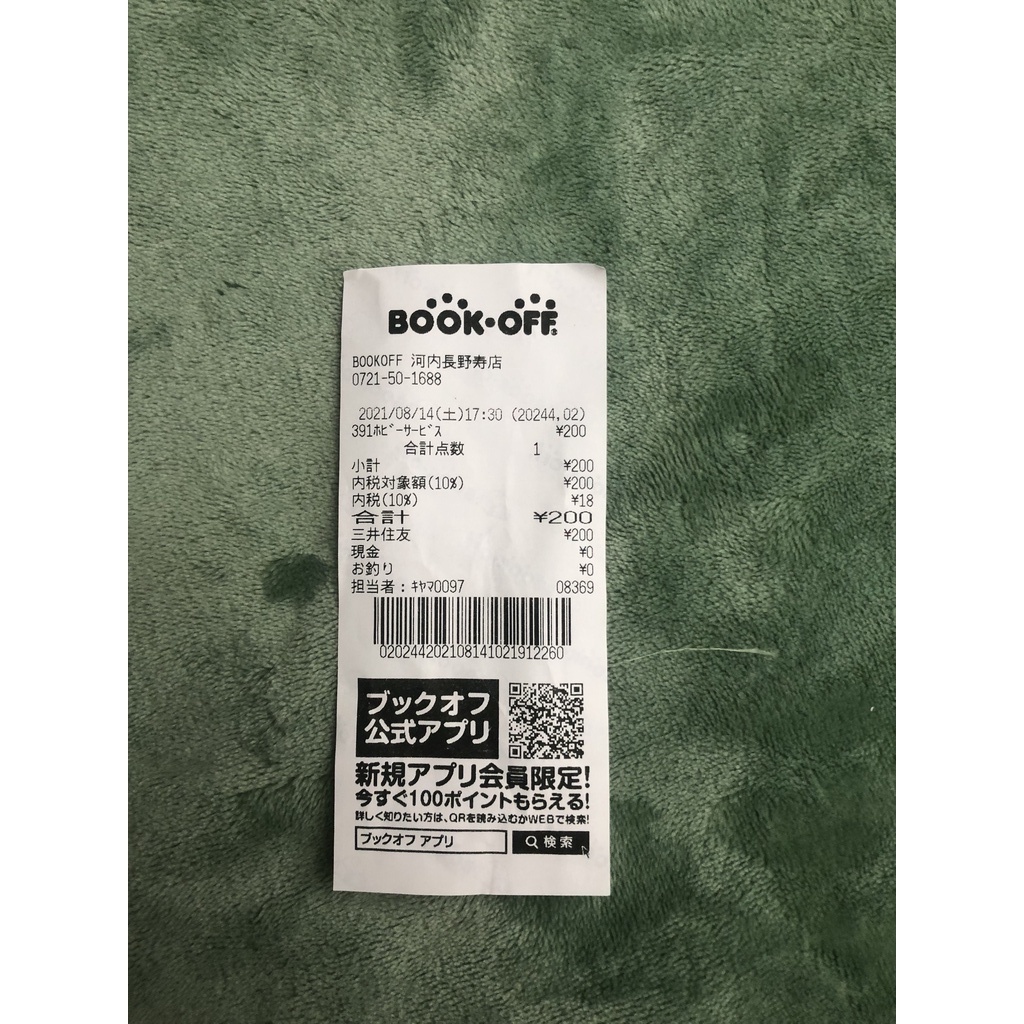 BOOK・OFF®
BOOKOFF 河内長野寿店
0721-50-1688
2021/08/14(土)17:30 (20244,02)
391ﾎﾋﾞｰｻｰﾋﾞｽ ¥200
合計点数 1
小計 ¥200
内税対象額(10%) ¥200
内税(10%) ¥18
合計 ¥200
三井住友 ¥200
現金 ¥0
お釣り ¥0
担当者：ｷﾔﾏ0097 08369
020244202108141021912260
ブックオフ
公式アプリ
新規アプリ会員限定!
今すぐ100ポイントもらえる!
詳しく知りたい方は、QRを読み込むかWEBで検索!
ブックオフ アプリ 検索